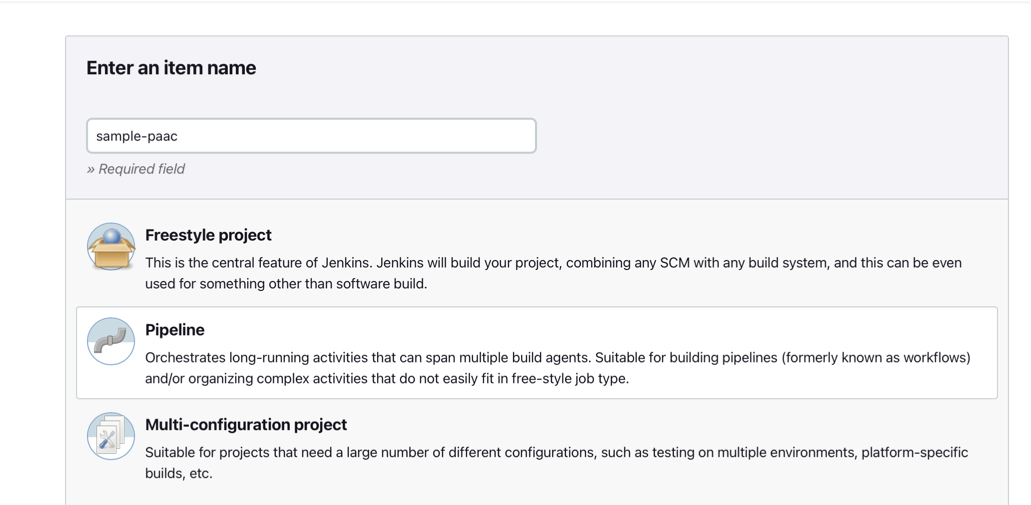 Enter an item name
sample-paac
» Required field
Freestyle project
This is the central feature of Jenkins. Jenkins will build your project, combining any SCM with any build system, and this can be even
used for something other than software build.
Pipeline
Orchestrates long-running activities that can span multiple build agents. Suitable for building pipelines (formerly known as workflows)
and/or organizing complex activities that do not easily fit in free-style job type.
Multi-configuration project
Suitable for projects that need a large number of different configurations, such as testing on multiple environments, platform-specific
builds, etc.